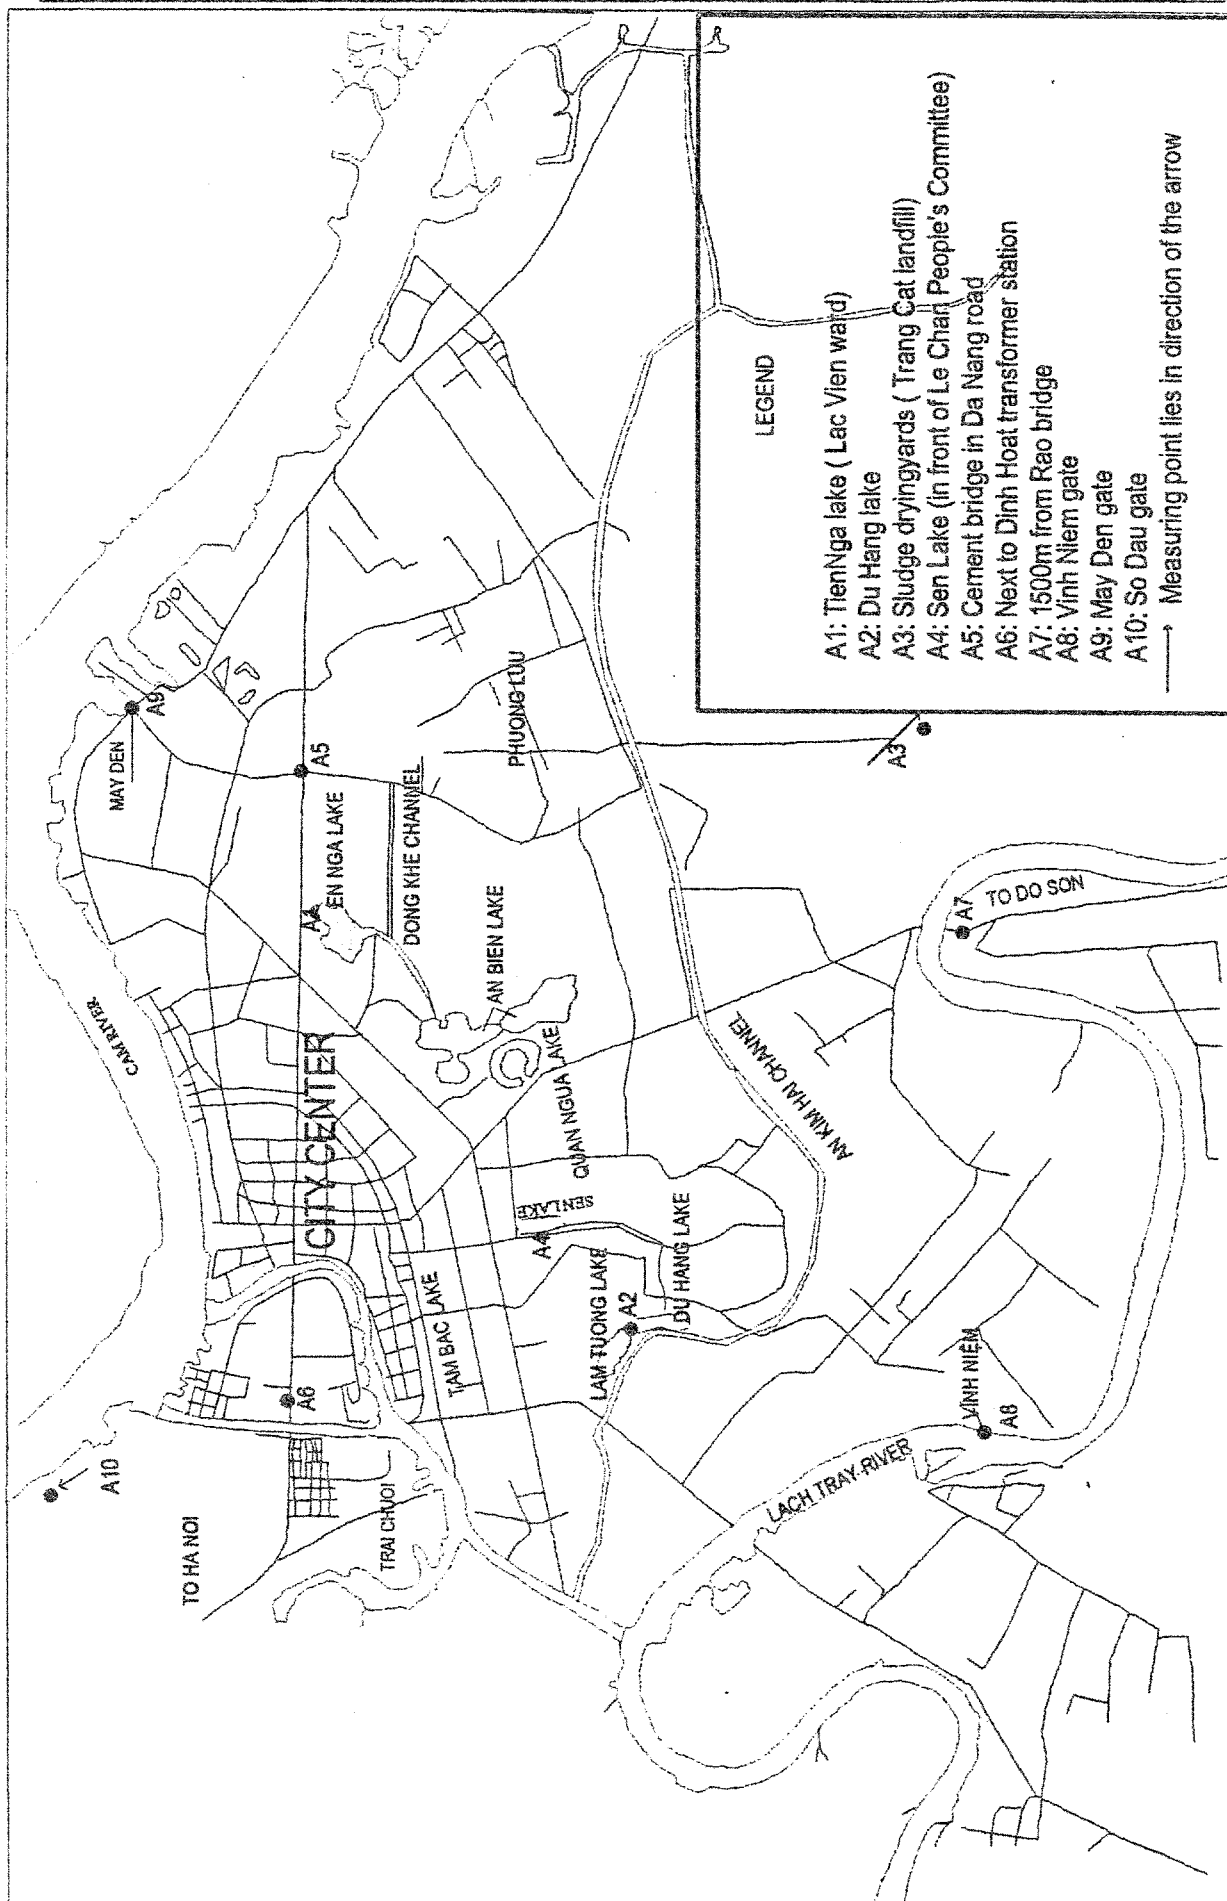 MAY DEN
A9
CAM RIVER
A5
EN NGA LAKE
DONG KHE CHANNEL
PHUONG LUU
AN BIEN LAKE
CITY CENTER
QUAN NGUA LAKE
SEN LAKE
A4
AN KIM HAI CHANNEL
A3
A7
TO DO SON
TAM BAC LAKE
LAM TUONG LAKE
A2
DU HANG LAKE
A6
A10
TO HA NOI
TRAI CHUOI
VINH NIEM
A8
LACH TRAY RIVER
LEGEND
A1: TienNga lake ( Lac Vien ward)
A2: Du Hang lake
A3: Sludge dryingyards ( Trang Cat landfill)
A4: Sen Lake (in front of Le Chan People's Committee)
A5: Cement bridge in Da Nang road
A6: Next to Dinh Hoat transformer station
A7: 1500m from Rao bridge
A8: Vinh Niem gate
A9: May Den gate
A10: So Dau gate
Measuring point lies in direction of the arrow